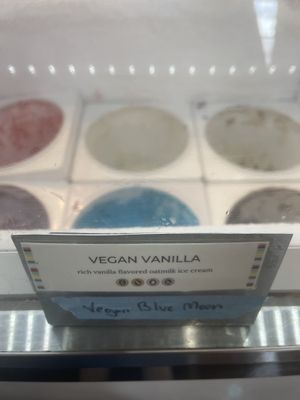 VEGAN VANILLA
rich vanilla flavored oatmilk ice cream
Vegan Blue Moon